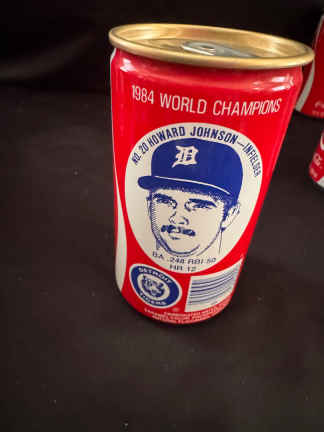 1984 WORLD CHAMPIONS
NO. 20 HOWARD JOHNSON—INFIELDER
D
BA .248 RBI 50
HR 12
DETROIT
TIGERS